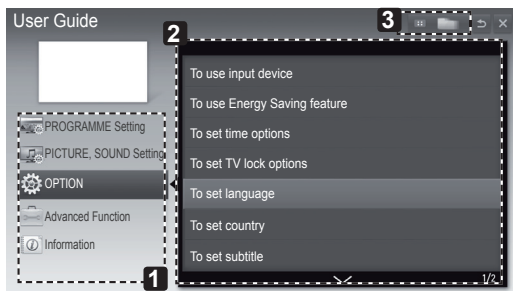 User Guide
3
2
To use input device
To use Energy Saving feature
PROGRAMME Setting
To set time options
PICTURE, SOUND Setting
To set TV lock options
OPTION
To set language
Advanced Function
To set country
Information
To set subtitle
1
1/2